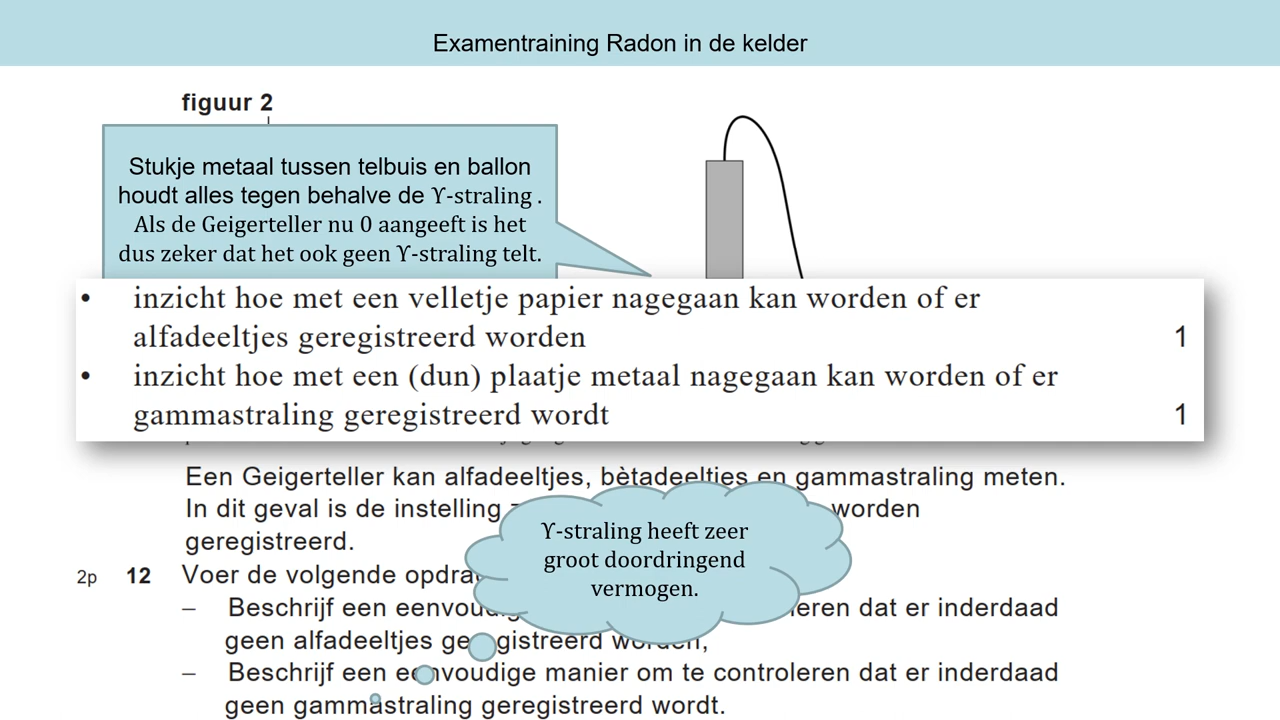 Examentraining Radon in de kelder
figuur 2
Stukje metaal tussen telbuis en ballon
houdt alles tegen behalve de ϒ-straling .
Als de Geigerteller nu 0 aangeeft is het
dus zeker dat het ook geen ϒ-straling telt.
• inzicht hoe met een velletje papier nagegaan kan worden of er
alfadeeltjes geregistreerd worden 1
• inzicht hoe met een (dun) plaatje metaal nagegaan kan worden of er
gammastraling geregistreerd wordt 1
Een Geigerteller kan alfadeeltjes, bètadeeltjes en gammastraling meten.
In dit geval is de instelling worden
geregistreerd.
ϒ-straling heeft zeer
groot doordringend
vermogen.
2p 12 Voer de volgende
– Beschrijf een dat er inderdaad
geen alfadeeltjes geregistreerd worden,
– Beschrijf een eenvoudige manier om te controleren dat er inderdaad
geen gammastraling geregistreerd wordt.